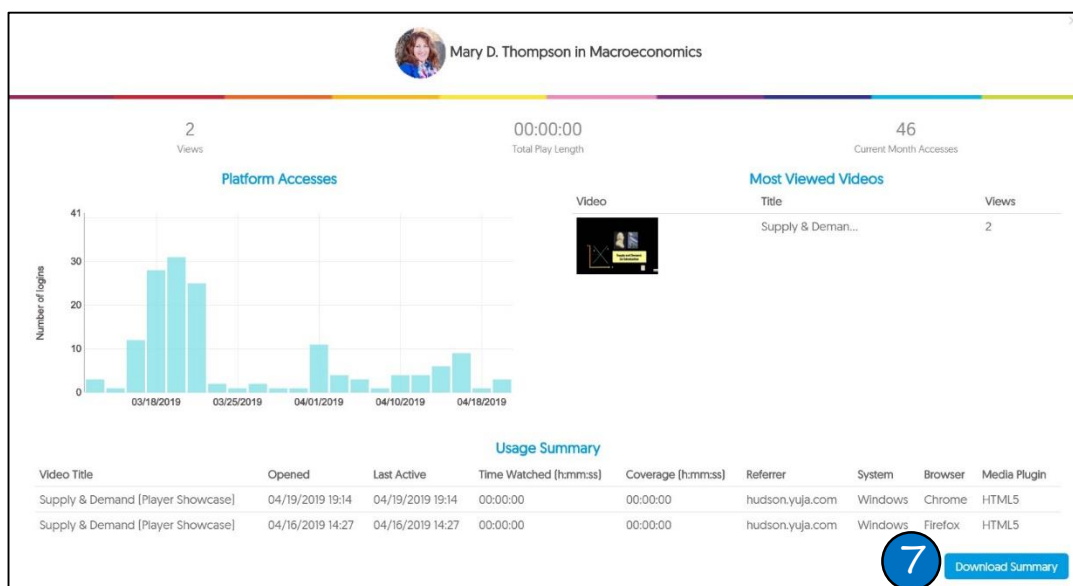 Mary D. Thompson in Macroeconomics
2
Views
00:00:00
Total Play Length
46
Current Month Accesses
Platform Accesses
Number of logins
41
30
20
10
0
03/18/2019 03/25/2019 04/01/2019 04/10/2019 04/18/2019
Most Viewed Videos
Video Title Views
Supply & Deman... 2
Usage Summary
Video Title Opened Last Active Time Watched (h:mm:ss) Coverage (h:mm:ss) Referrer System Browser Media Plugin
Supply & Demand (Player Showcase) 04/19/2019 19:14 04/19/2019 19:14 00:00:00 00:00:00 hudson.yuja.com Windows Chrome HTML5
Supply & Demand (Player Showcase) 04/16/2019 14:27 04/16/2019 14:27 00:00:00 00:00:00 hudson.yuja.com Windows Firefox HTML5
7
Download Summary